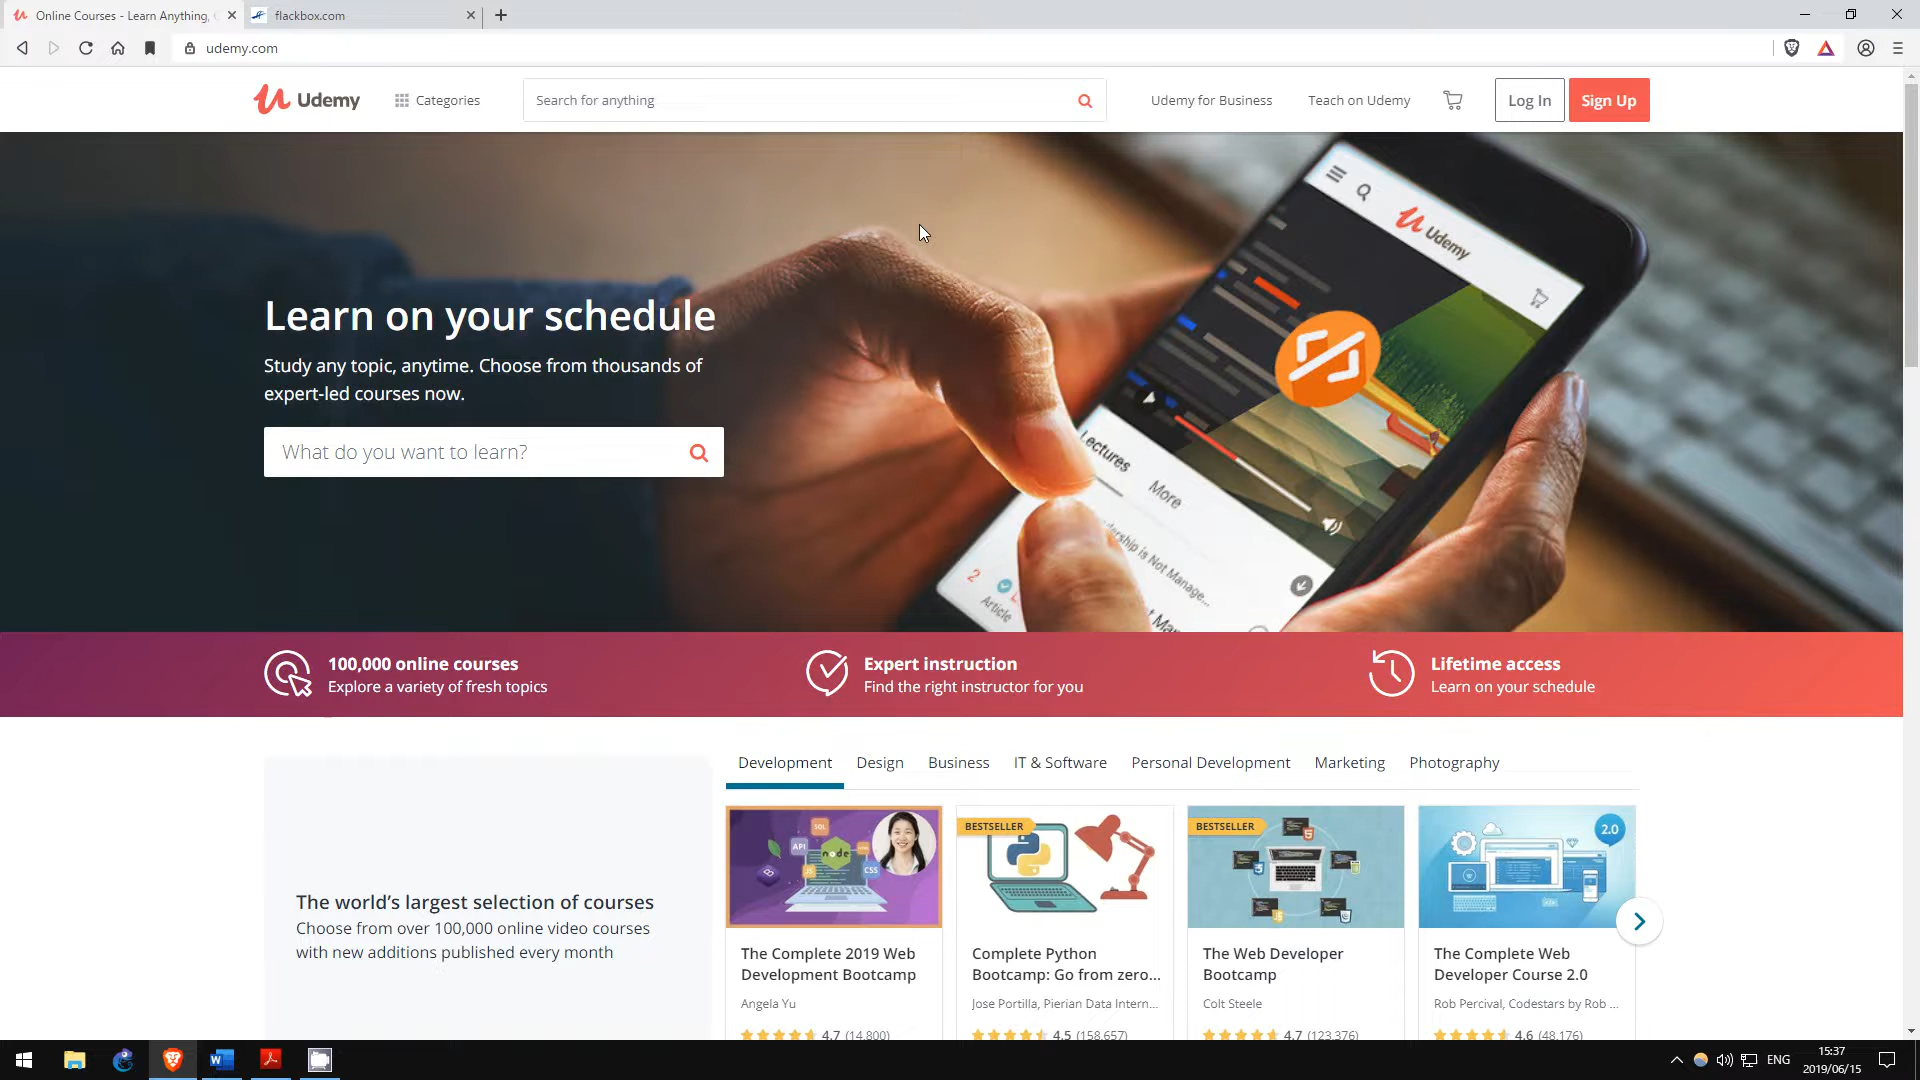 Online Courses - Learn Anything,
flackbox.com
udemy.com
Udemy
Categories
Search for anything
Udemy for Business
Teach on Udemy
Log In
Sign Up
Udemy
Learn on your schedule
Study any topic, anytime. Choose from thousands of
expert-led courses now.
What do you want to learn?
Lectures
More
2
Article
100,000 online courses
Explore a variety of fresh topics
Expert instruction
Find the right instructor for you
Lifetime access
Learn on your schedule
Development
Design
Business
IT & Software
Personal Development
Marketing
Photography
SQL
API
node
JS
CSS
BESTSELLER
BESTSELLER
2.0
The world's largest selection of courses
Choose from over 100,000 online video courses
with new additions published every month
The Complete 2019 Web
Development Bootcamp
Angela Yu
4.7 (14,800)
Complete Python
Bootcamp: Go from zero...
Jose Portilla, Pierian Data Intern...
4.5 (158,657)
The Web Developer
Bootcamp
Colt Steele
4.7 (123,376)
The Complete Web
Developer Course 2.0
Rob Percival, Codestars by Rob ...
4.6 (48,176)
ENG
15:37
2019/06/15